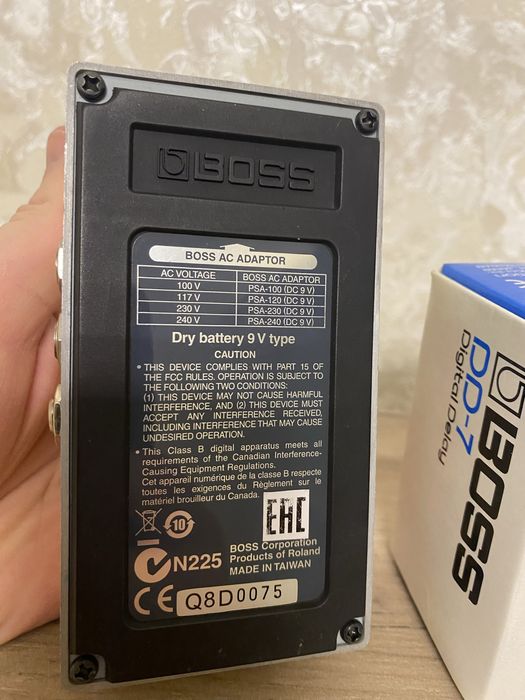 BOSS
BOSS AC ADAPTOR
AC VOLTAGE BOSS AC ADAPTOR
100 V PSA-100 (DC 9 V)
117 V PSA-120 (DC 9 V)
230 V PSA-230 (DC 9 V)
240 V PSA-240 (DC 9 V)
Dry battery 9 V type
CAUTION
• THIS DEVICE COMPLIES WITH PART 15 OF
THE FCC RULES. OPERATION IS SUBJECT TO
THE FOLLOWING TWO CONDITIONS:
(1) THIS DEVICE MAY NOT CAUSE HARMFUL
INTERFERENCE, AND (2) THIS DEVICE MUST
ACCEPT ANY INTERFERENCE RECEIVED,
INCLUDING INTERFERENCE THAT MAY CAUSE
UNDESIRED OPERATION.
• This Class B digital apparatus meets all
requirements of the Canadian Interference-
Causing Equipment Regulations.
Cet appareil numérique de la classe B respecte
toutes les exigences du Règlement sur le
matériel brouilleur du Canada.
10
EAC
N225
BOSS Corporation
Products of Roland
MADE IN TAIWAN
CE Q8D0075
BOSS
DD-7
Digital Delay